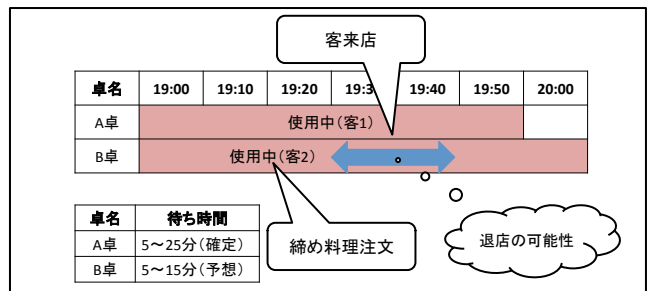 客来店
卓名 19:00 19:10 19:20 19:3 19:40 19:50 20:00
A卓 使用中(客1)
B卓 使用中(客2)
卓名 待ち時間
A卓 5～25分(確定)
B卓 5～15分(予想)
締め料理注文
退店の可能性